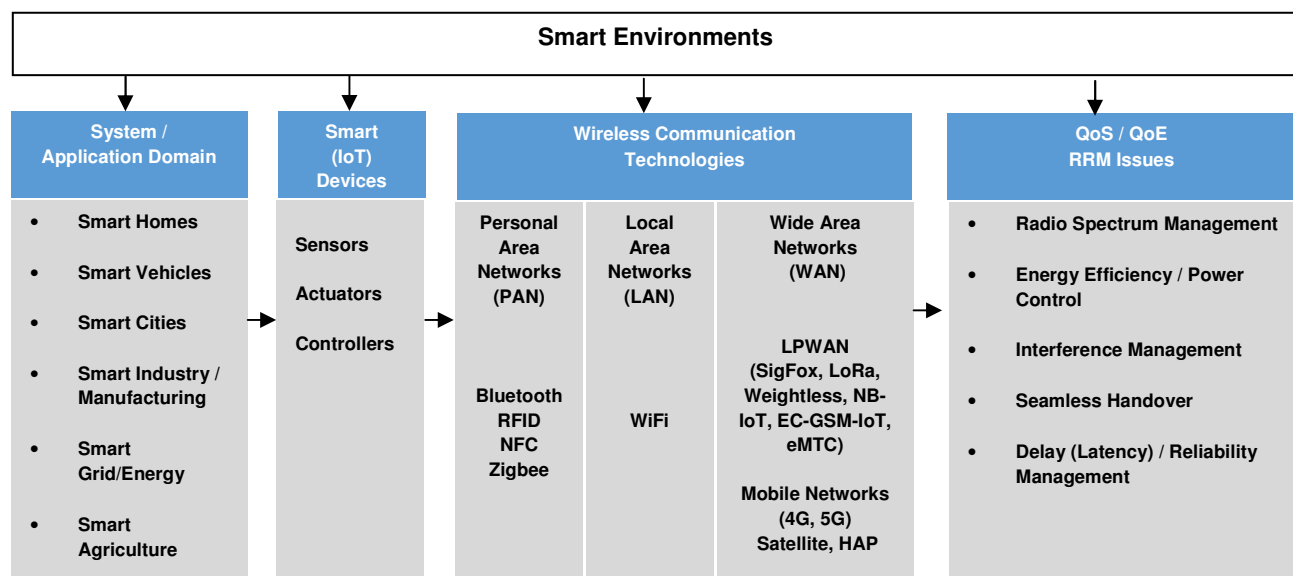 Smart Environments
System /
Application Domain
• Smart Homes
• Smart Vehicles
• Smart Cities
• Smart Industry /
Manufacturing
• Smart
Grid/Energy
• Smart
Agriculture
Smart
(IoT)
Devices
Sensors
Actuators
Controllers
Wireless Communication
Technologies
Personal
Area
Networks
(PAN)
Bluetooth
RFID
NFC
Zigbee
Local
Area
Networks
(LAN)
WiFi
Wide Area
Networks
(WAN)
LPWAN
(SigFox, LoRa,
Weightless, NB-
IoT, EC-GSM-IoT,
eMTC)
Mobile Networks
(4G, 5G)
Satellite, HAP
QoS / QoE
RRM Issues
• Radio Spectrum Management
• Energy Efficiency / Power
Control
• Interference Management
• Seamless Handover
• Delay (Latency) / Reliability
Management